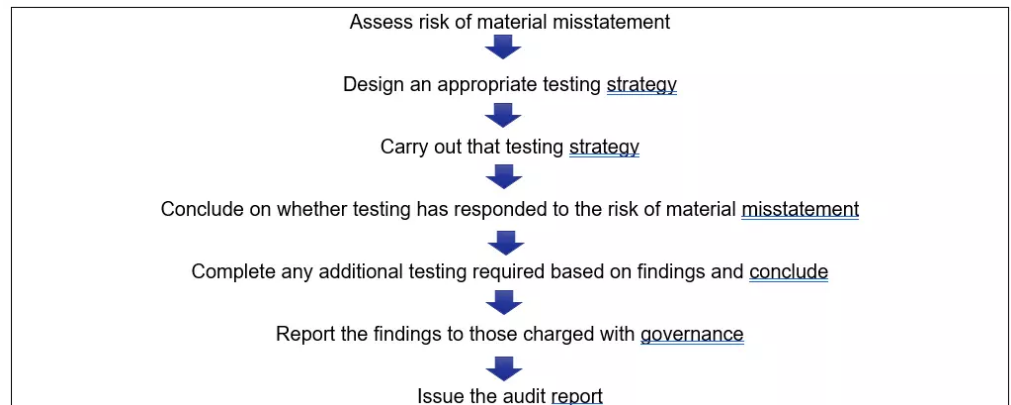 Assess risk of material misstatement
Design an appropriate testing strategy
Carry out that testing strategy
Conclude on whether testing has responded to the risk of material misstatement
Complete any additional testing required based on findings and conclude
Report the findings to those charged with governance
Issue the audit report